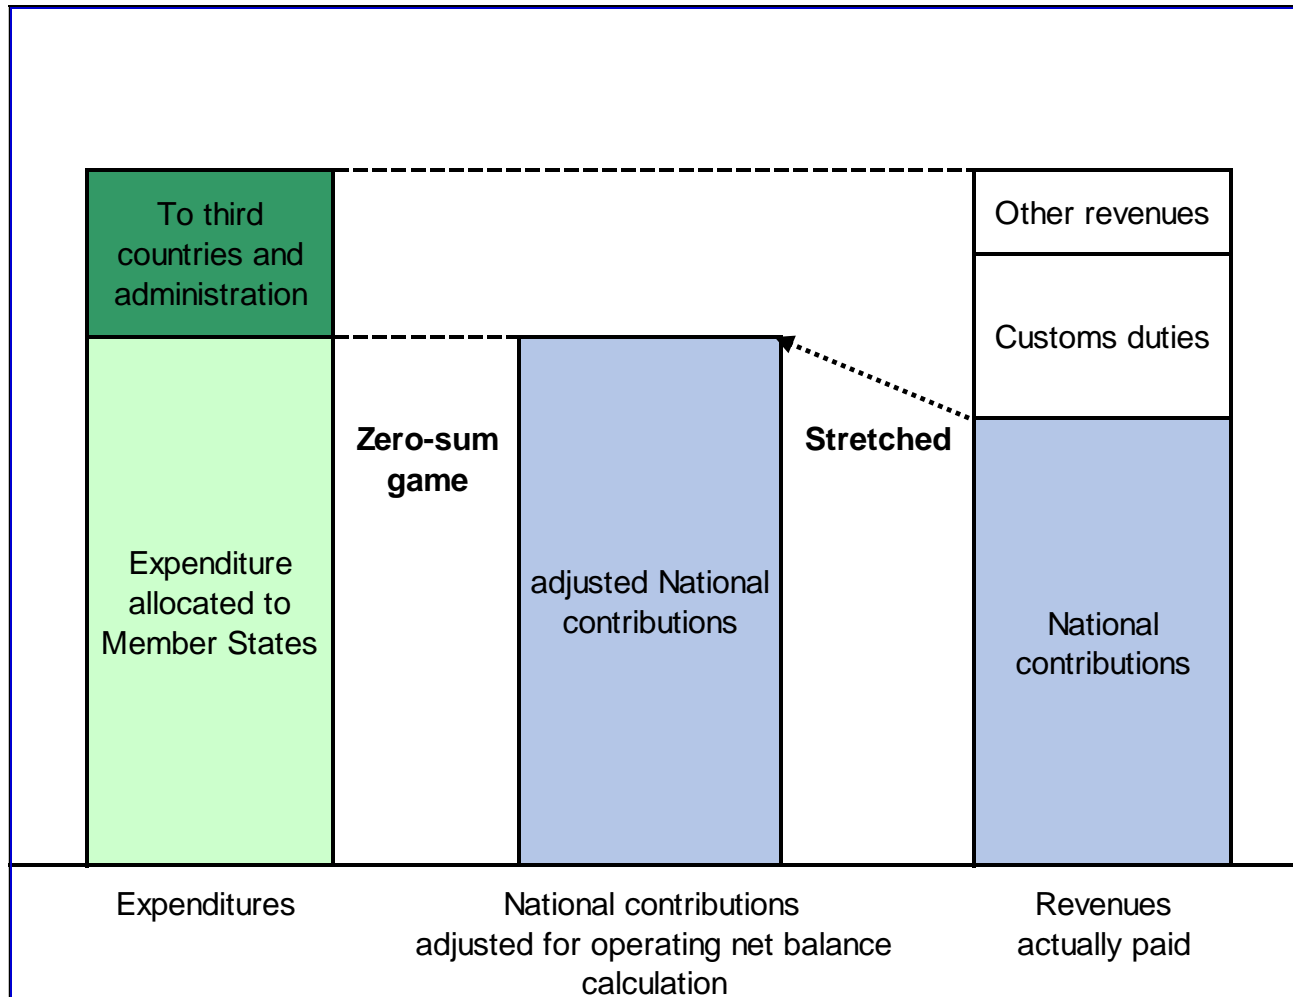 To third
countries and
administration
Other revenues
Customs duties
Zero-sum
game
Stretched
Expenditure
allocated to
Member States
adjusted National
contributions
National
contributions
Expenditures
National contributions
adjusted for operating net balance
calculation
Revenues
actually paid